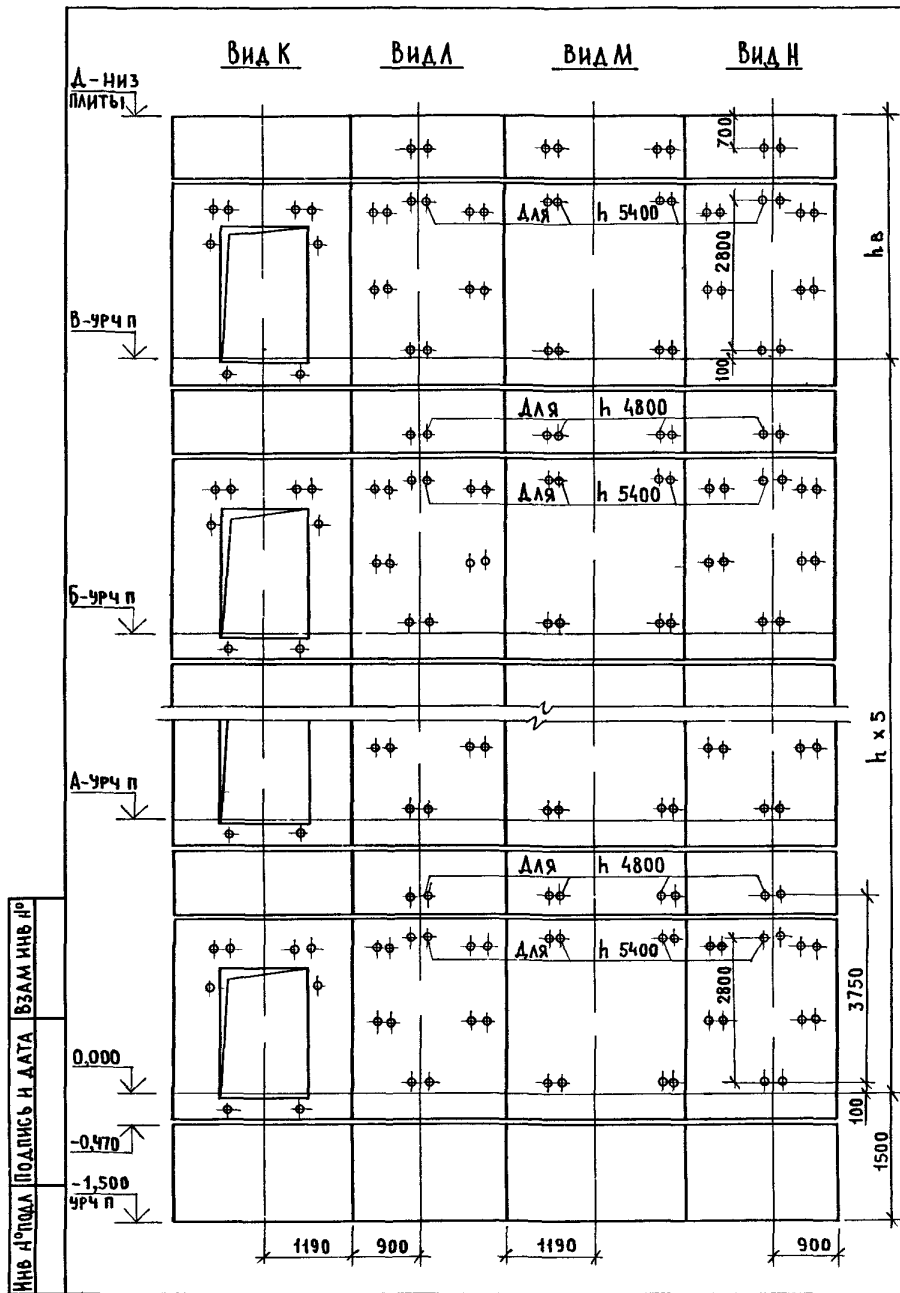 Вид К Вид Л Вид М Вид Н
Д-низ
плиты
700
Для h 5400
2800
hв
В-урч п
100
Для h 4800
Для h 5400
Б-урч п
h x 5
А-урч п
Для h 4800
Для h 5400
2800
3750
0,000
100
-0,470
1500
-1,500
урч п
1190 900 1190 900
Взам инв №
Подпись и дата
Инв № подл